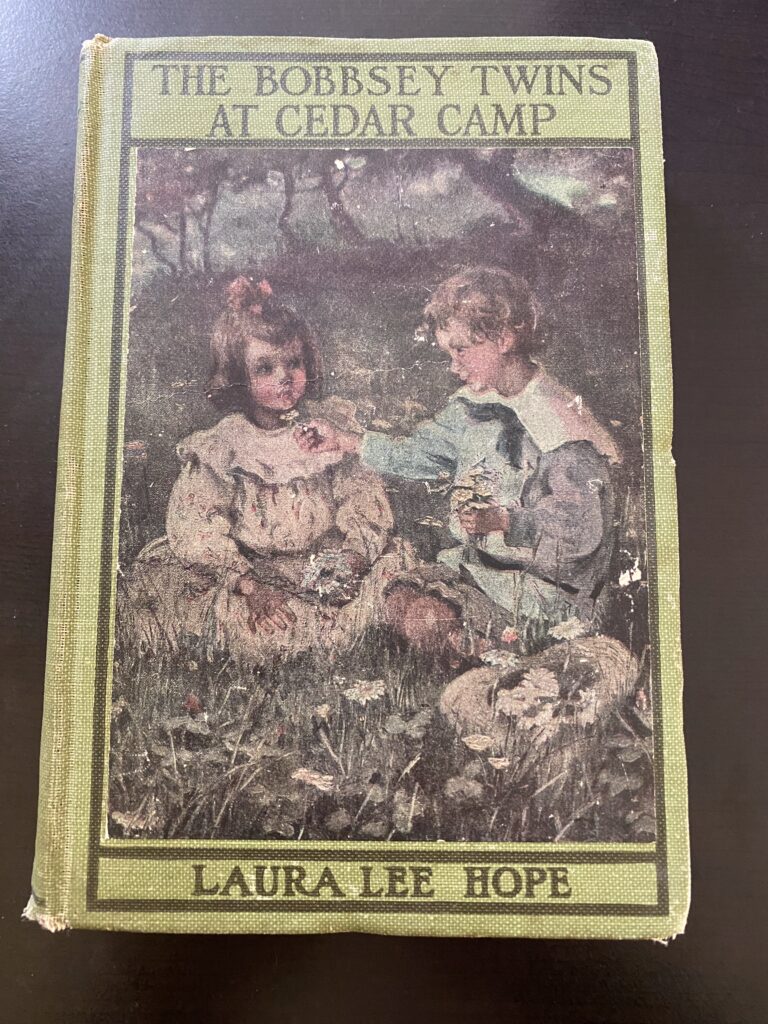 THE BOBBSEY TWINS
AT CEDAR CAMP
LAURA LEE HOPE